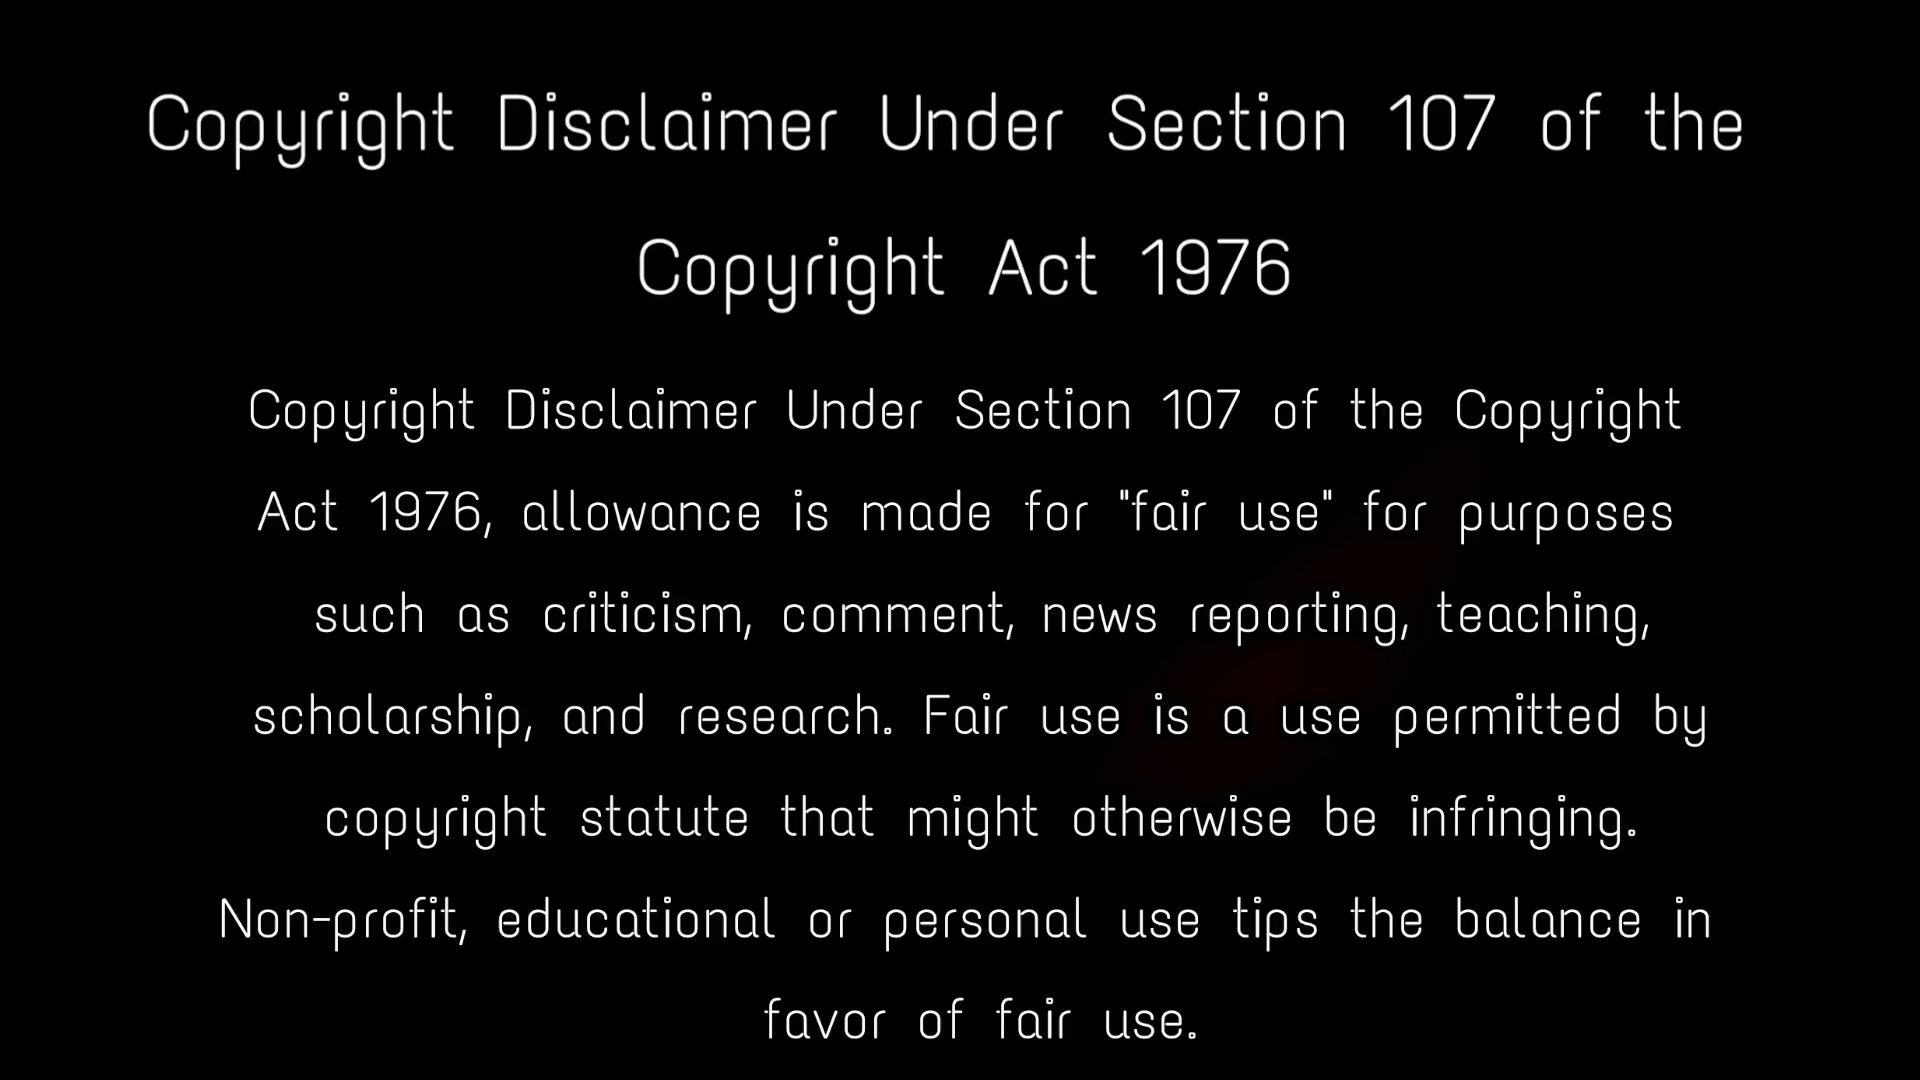 Copyright Disclaimer Under Section 107 of the
Copyright Act 1976
Copyright Disclaimer Under Section 107 of the Copyright
Act 1976, allowance is made for "fair use" for purposes
such as criticism, comment, news reporting, teaching,
scholarship, and research. Fair use is a use permitted by
copyright statute that might otherwise be infringing.
Non-profit, educational or personal use tips the balance in
favor of fair use.